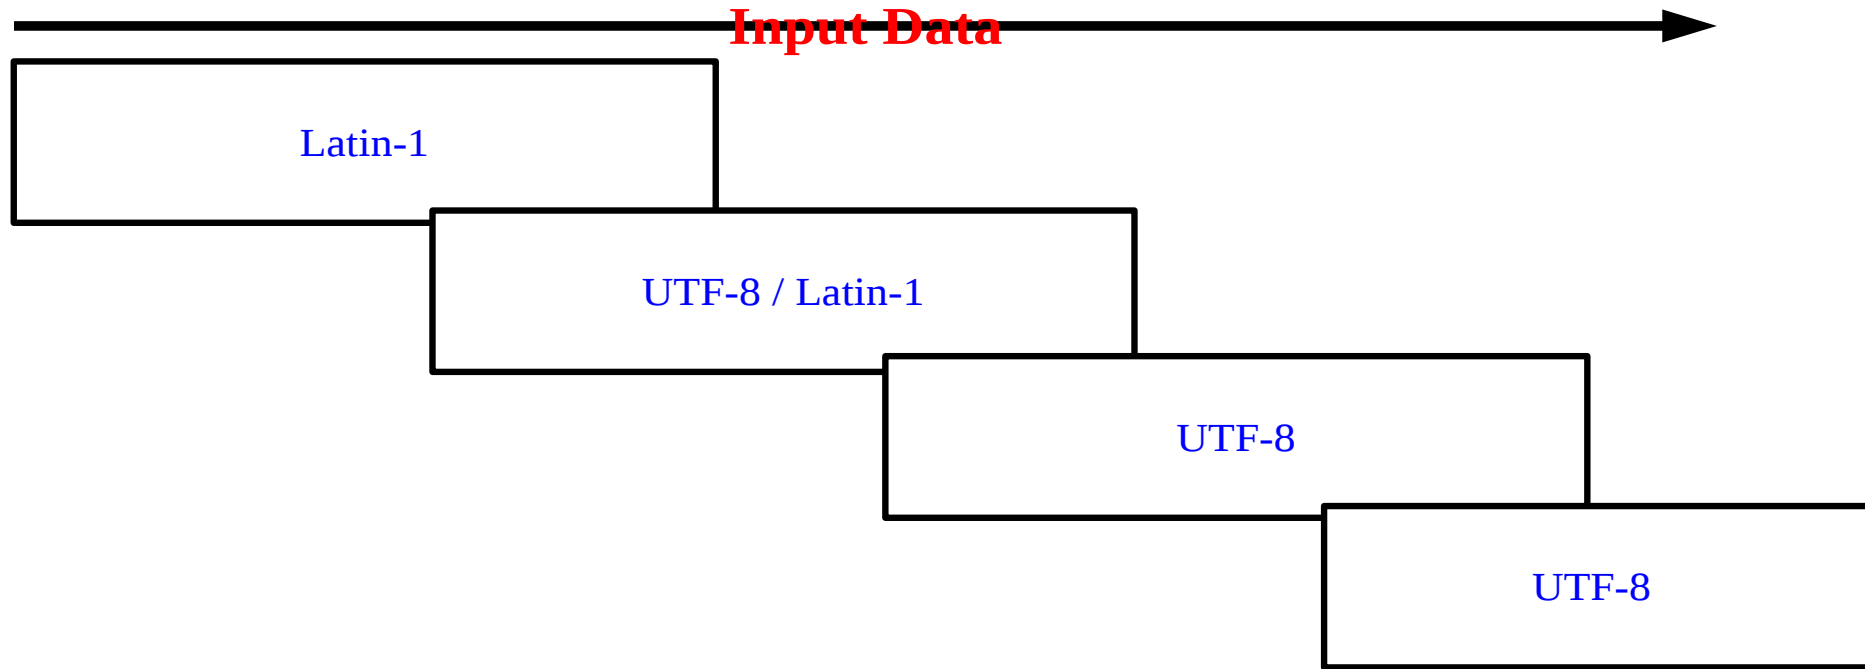 Input Data
Latin-1
UTF-8 / Latin-1
UTF-8
UTF-8